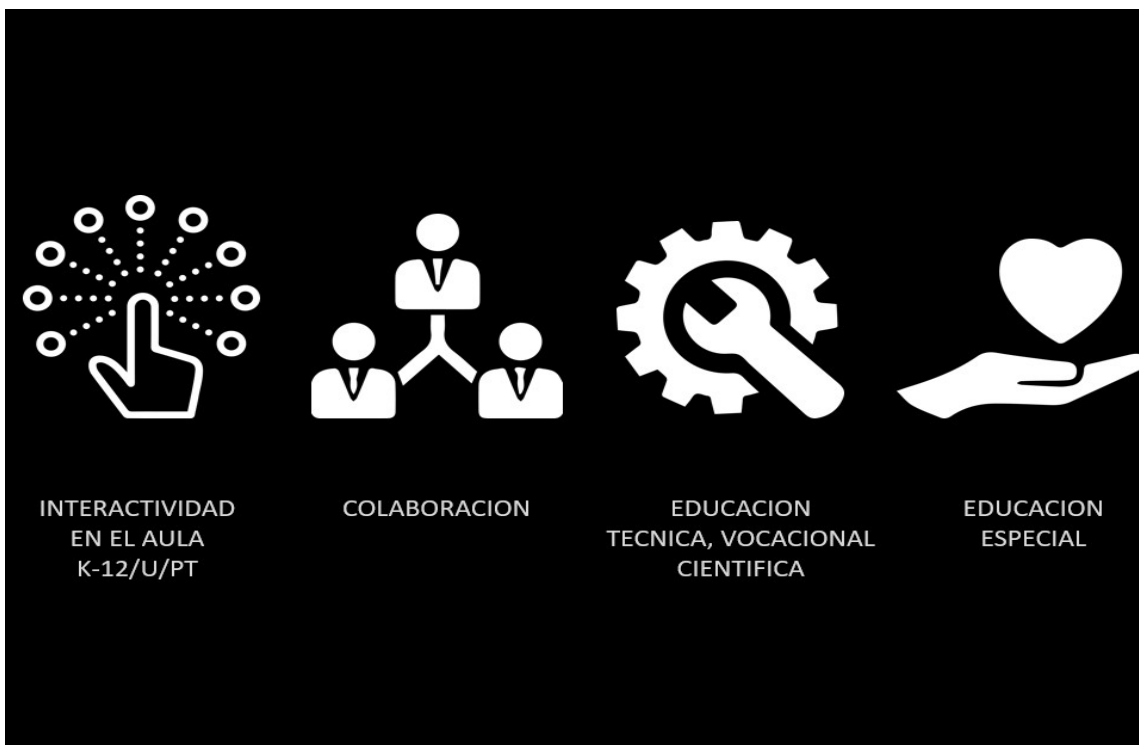 INTERACTIVIDAD
EN EL AULA
K-12/U/PT
COLABORACION
EDUCACION
TECNICA, VOCACIONAL
CIENTIFICA
EDUCACION
ESPECIAL